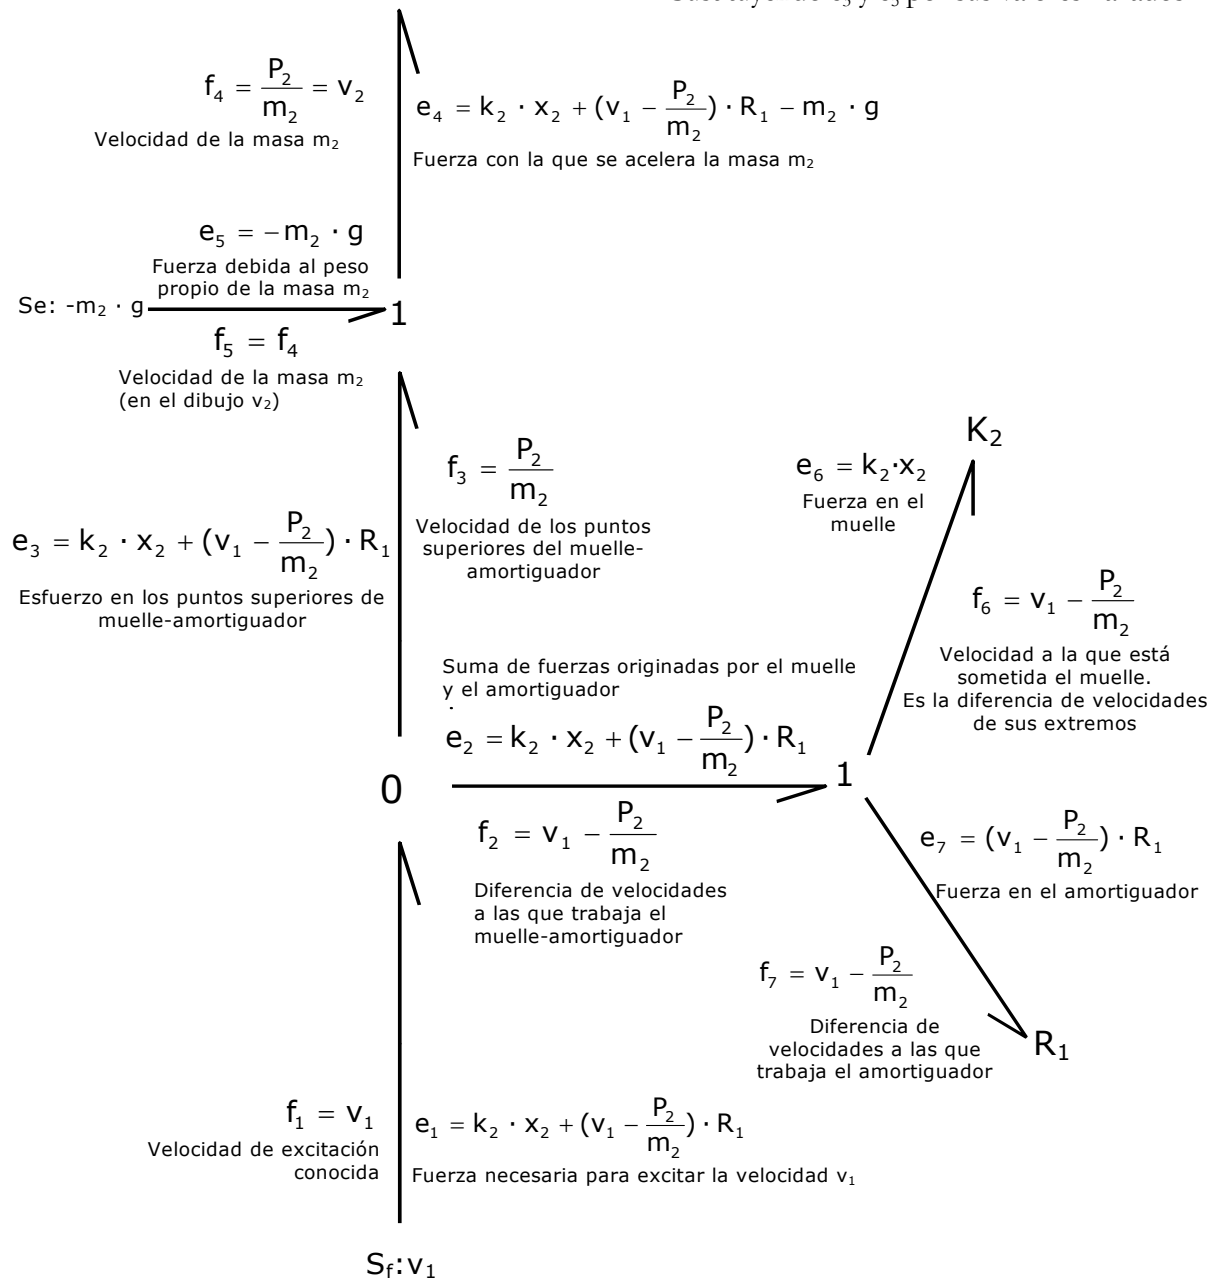 f₄ = P₂/m₂ = v₂
Velocidad de la masa m₂
e₄ = k₂ · x₂ + (v₁ − P₂/m₂) · R₁ − m₂ · g
Fuerza con la que se acelera la masa m₂
e₅ = −m₂ · g
Fuerza debida al peso
propio de la masa m₂
Se: -m₂ · g
1
f₅ = f₄
Velocidad de la masa m₂
(en el dibujo v₂)
K₂
f₃ = P₂/m₂
Velocidad de los puntos
superiores del muelle-
amortiguador
e₆ = k₂·x₂
Fuerza en el
muelle
e₃ = k₂ · x₂ + (v₁ − P₂/m₂) · R₁
Esfuerzo en los puntos superiores de
muelle-amortiguador
f₆ = v₁ − P₂/m₂
Velocidad a la que está
sometida el muelle.
Es la diferencia de velocidades
de sus extremos
Suma de fuerzas originadas por el muelle
y el amortiguador
.
e₂ = k₂ · x₂ + (v₁ − P₂/m₂) · R₁
0
1
f₂ = v₁ − P₂/m₂
Diferencia de velocidades
a las que trabaja el
muelle-amortiguador
e₇ = (v₁ − P₂/m₂) · R₁
Fuerza en el amortiguador
f₇ = v₁ − P₂/m₂
Diferencia de
velocidades a las que
trabaja el amortiguador
R₁
f₁ = v₁
Velocidad de excitación
conocida
e₁ = k₂ · x₂ + (v₁ − P₂/m₂) · R₁
Fuerza necesaria para excitar la velocidad v₁
S_f:v₁